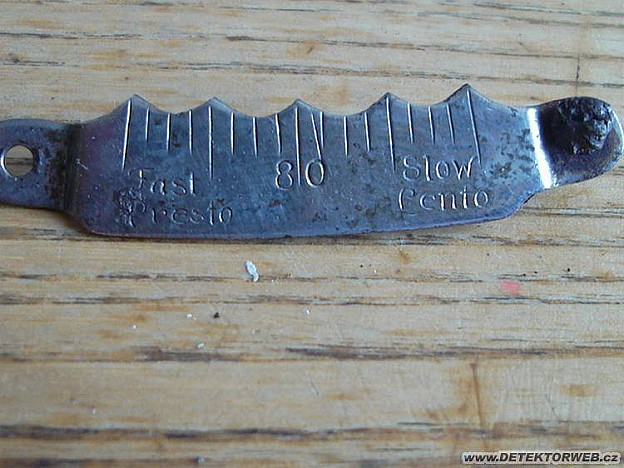 Fast 80 Slow
Presto Lento
www.DETEKTORWEB.cz